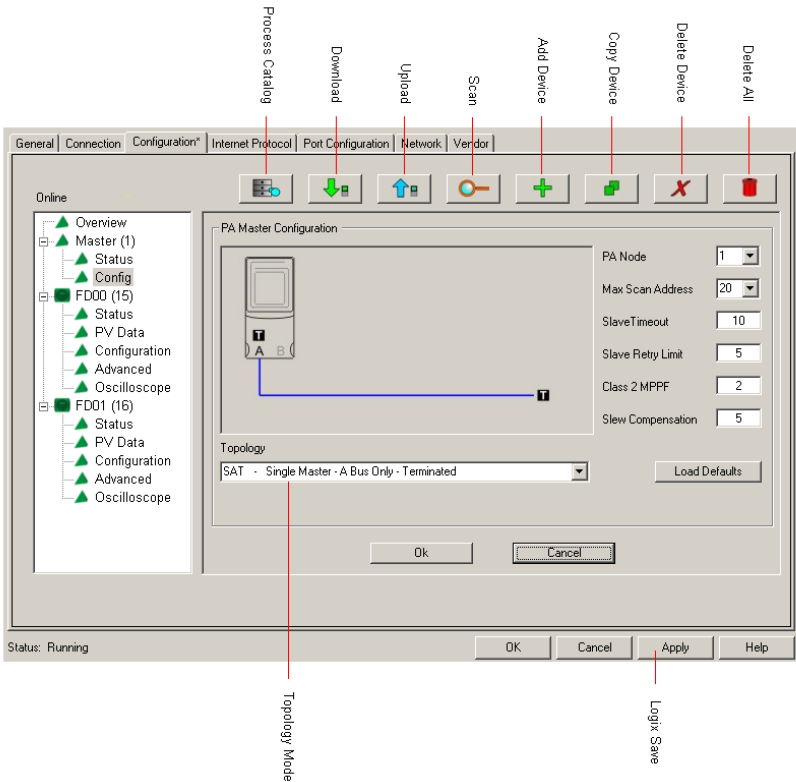 Process Catalog
Download
Upload
Scan
Add Device
Copy Device
Delete Device
Delete All
General
Connection
Configuration*
Internet Protocol
Port Configuration
Network
Vendor
Online
Overview
Master (1)
Status
Config
FD00 (15)
Status
PV Data
Configuration
Advanced
Oscilloscope
FD01 (16)
Status
PV Data
Configuration
Advanced
Oscilloscope
PA Master Configuration
T
A B
T
PA Node 1
Max Scan Address 20
SlaveTimeout 10
Slave Retry Limit 5
Class 2 MPPF 2
Slew Compensation 5
Topology
SAT - Single Master - A Bus Only - Terminated
Load Defaults
Ok
Cancel
Status: Running
OK
Cancel
Apply
Help
Topology Mode
Logix Save